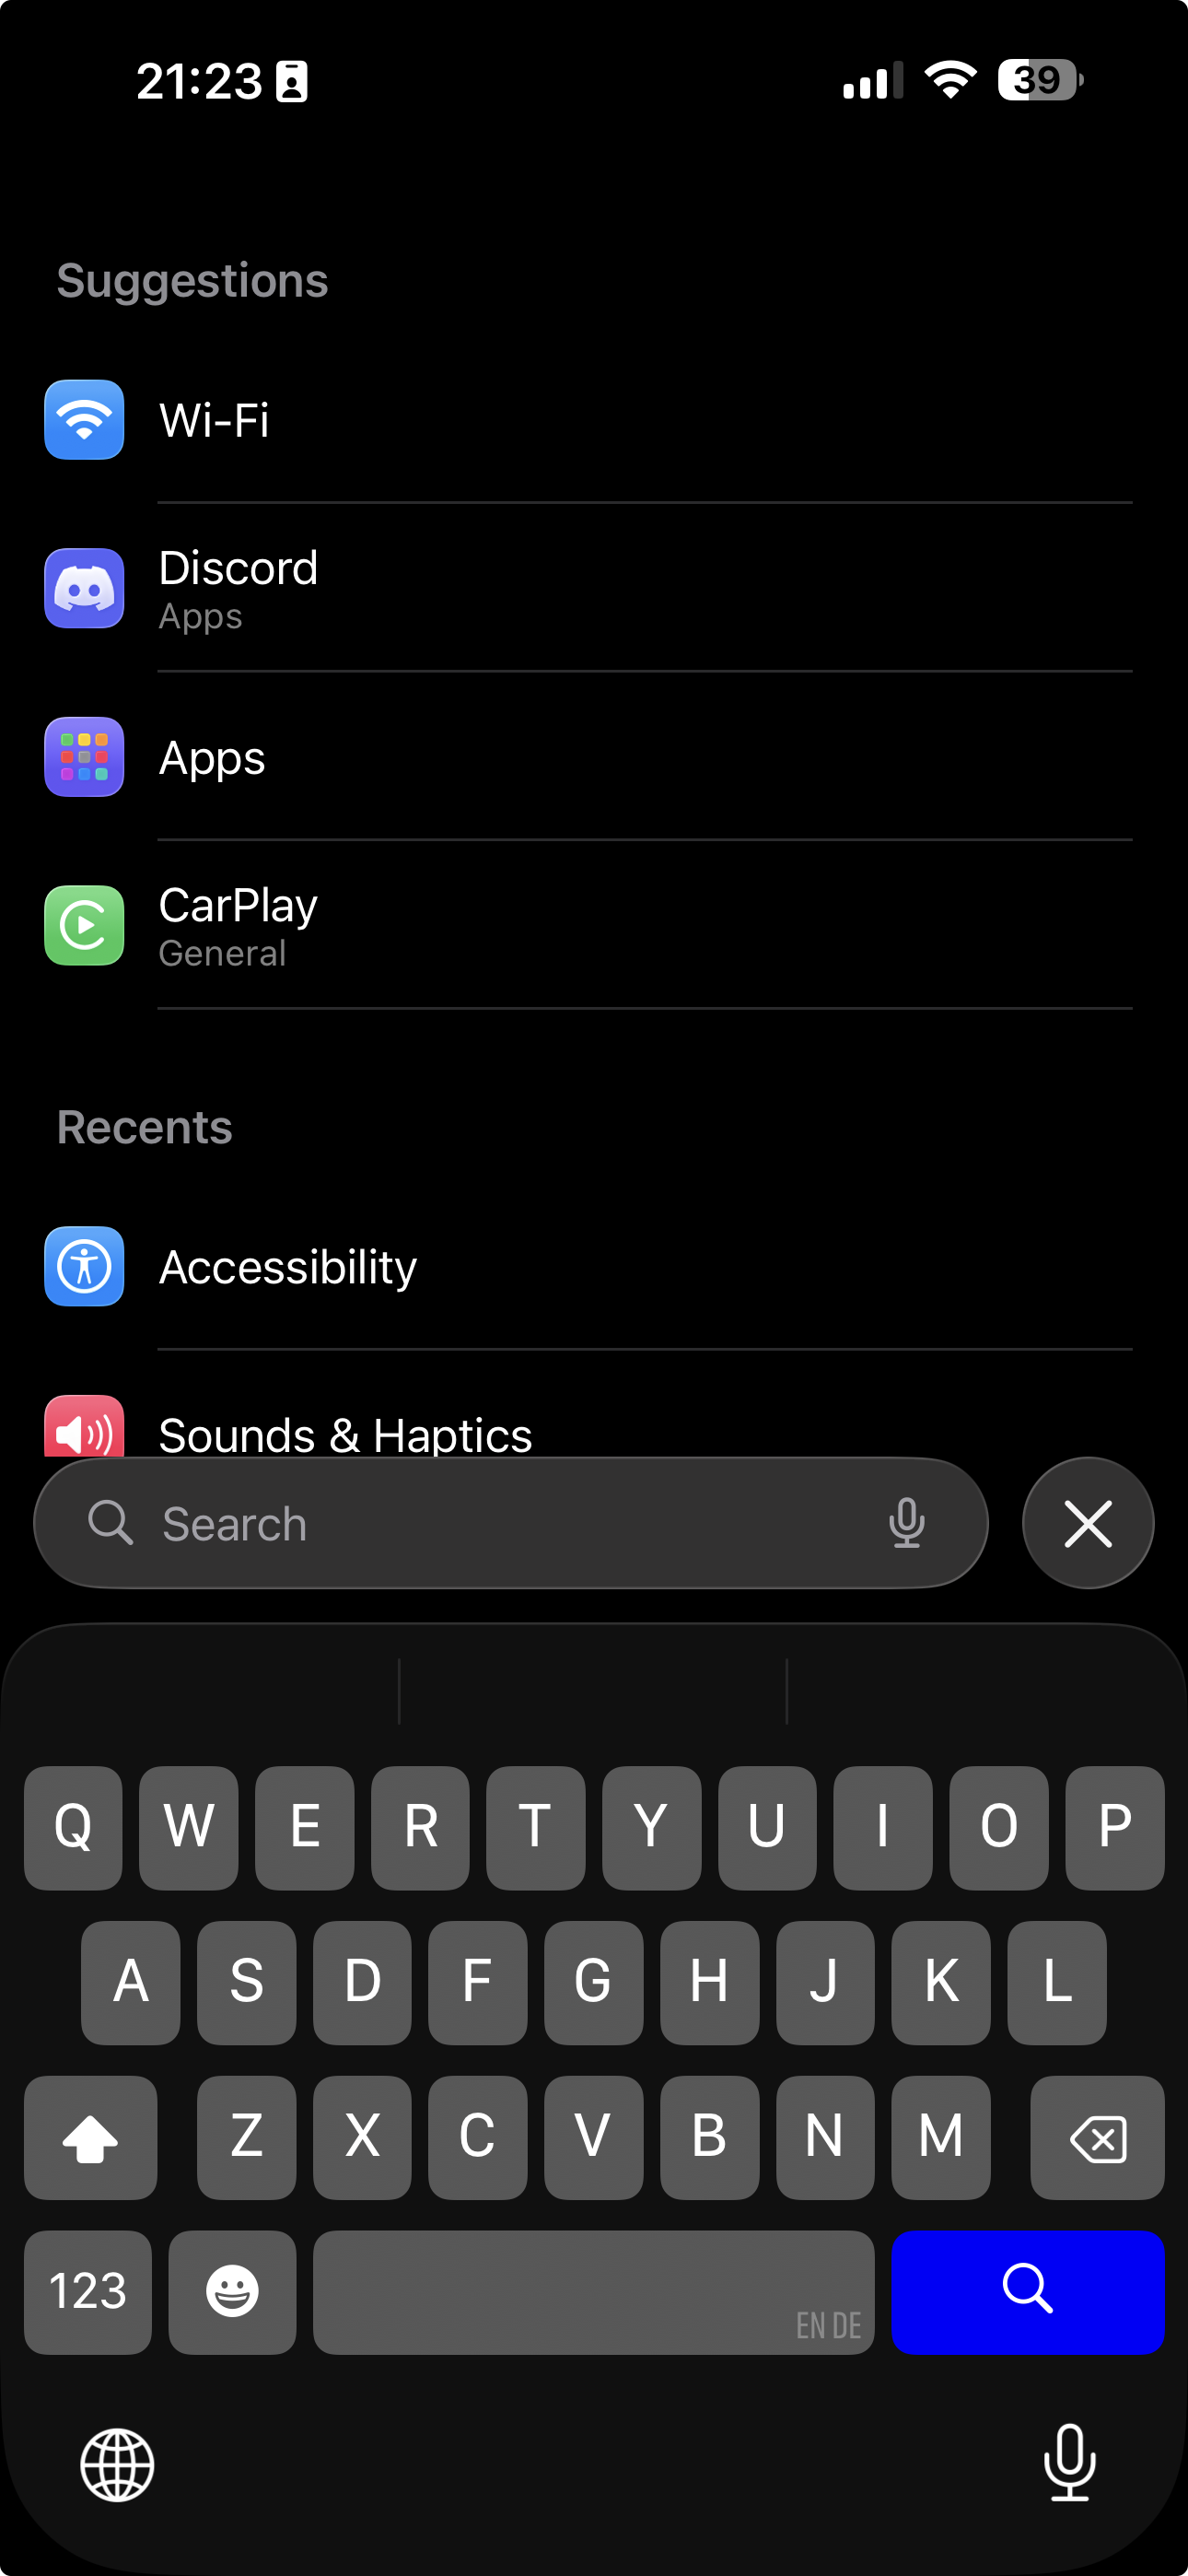 21:23
39
Suggestions
Wi-Fi
Discord
Apps
Apps
CarPlay
General
Recents
Accessibility
Sounds & Haptics
Search
Q W E R T Y U I O P
A S D F G H J K L
Z X C V B N M
123
EN DE